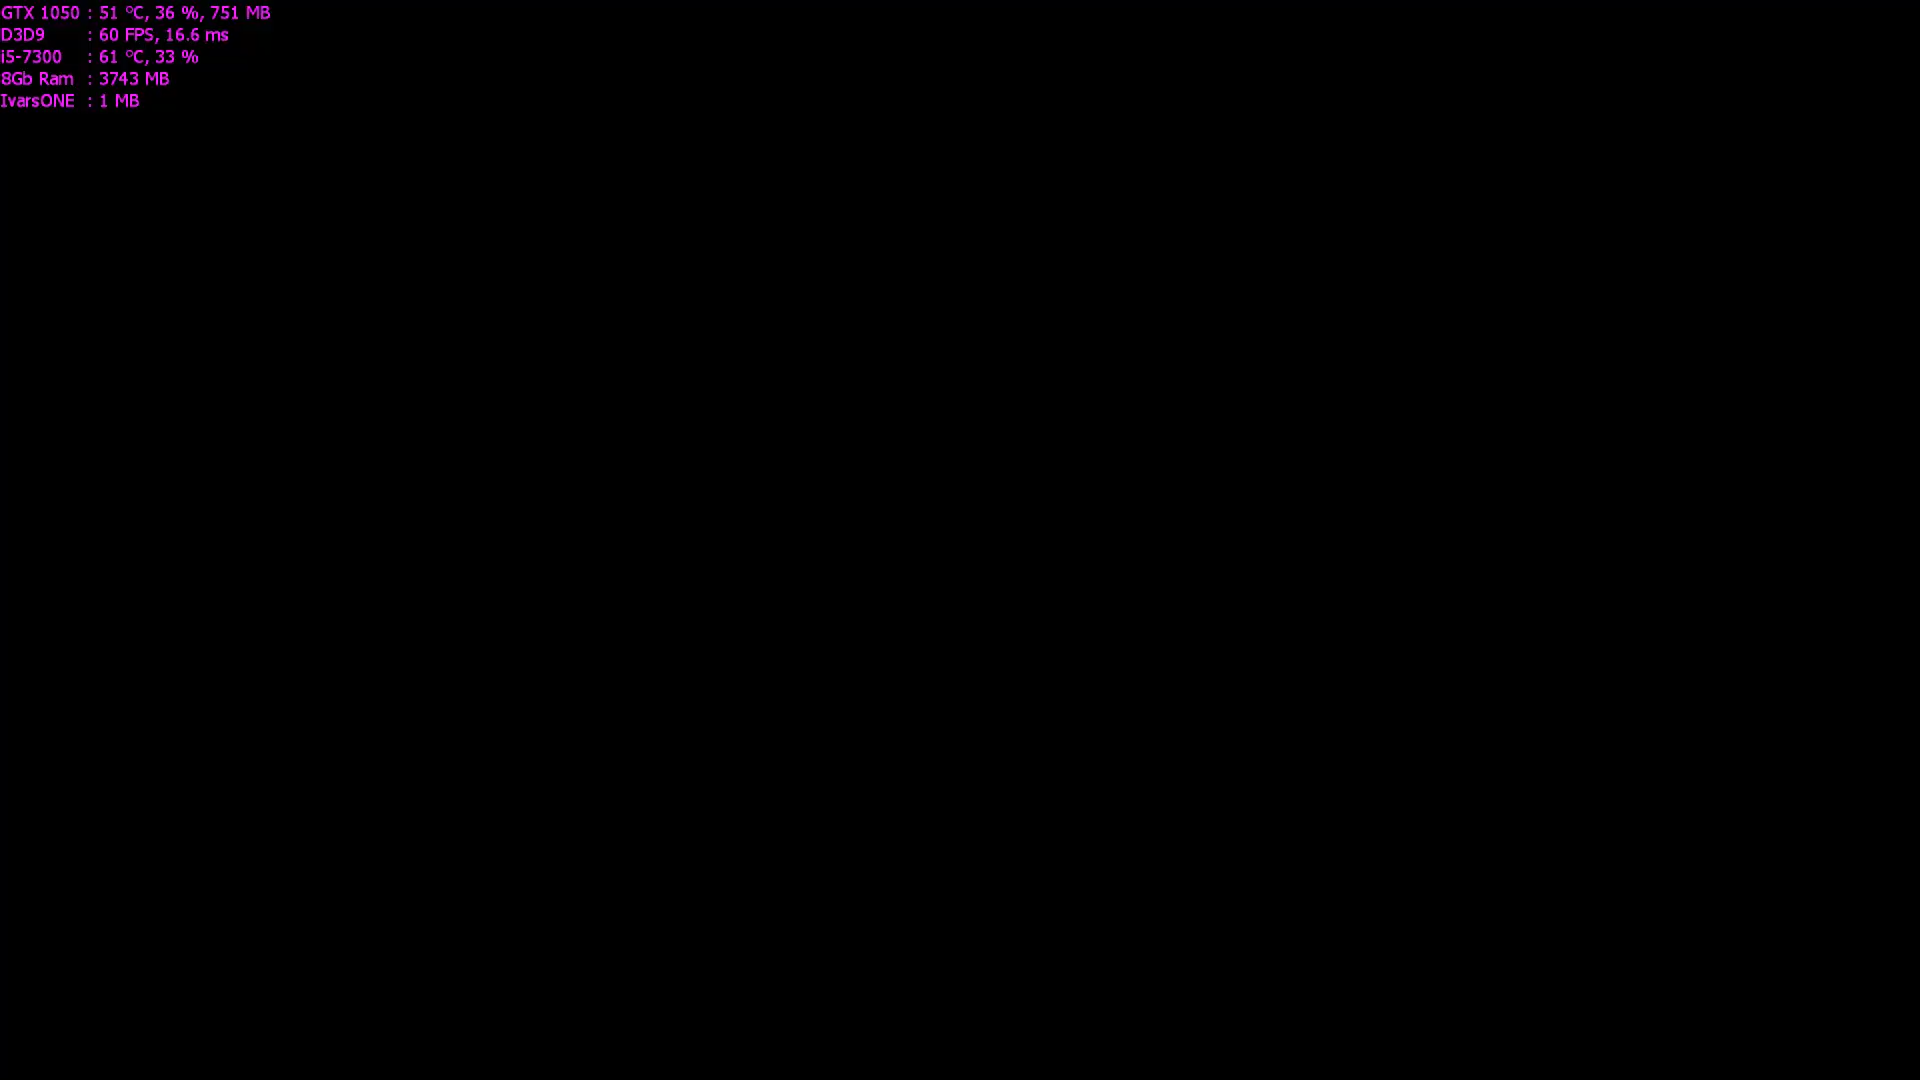 GTX 1050 : 51 °C, 36 %, 751 MB
D3D9 : 60 FPS, 16.6 ms
i5-7300 : 61 °C, 33 %
8Gb Ram : 3743 MB
IvarsONE : 1 MB